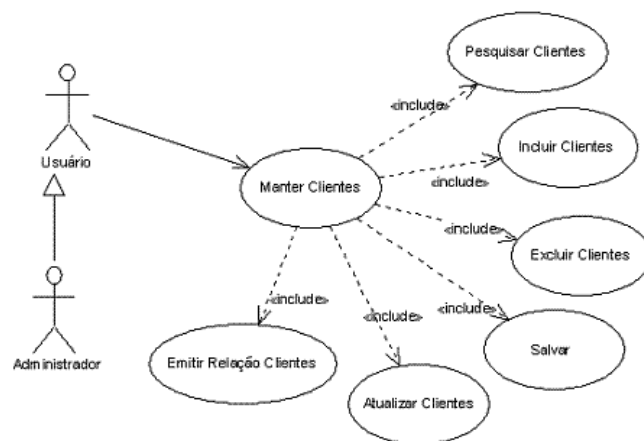 Pesquisar Clientes
«include»
Usuário
Incluir Clientes
«include»
Manter Clientes
«include»
Excluir Clientes
«include»
«include»
«include»
Salvar
Administrador
Emitir Relação Clientes
Atualizar Clientes